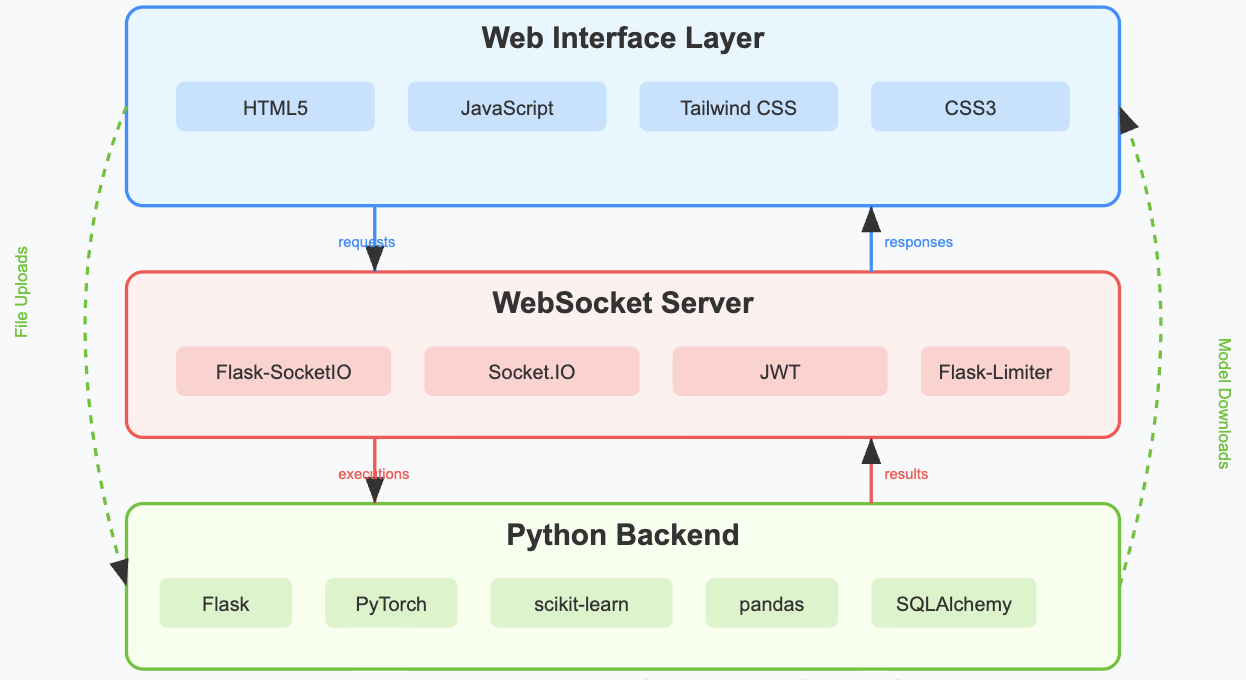 Web Interface Layer
HTML5
JavaScript
Tailwind CSS
CSS3
requests
responses
File Uploads
WebSocket Server
Flask-SocketIO
Socket.IO
JWT
Flask-Limiter
Model Downloads
executions
results
Python Backend
Flask
PyTorch
scikit-learn
pandas
SQLAlchemy